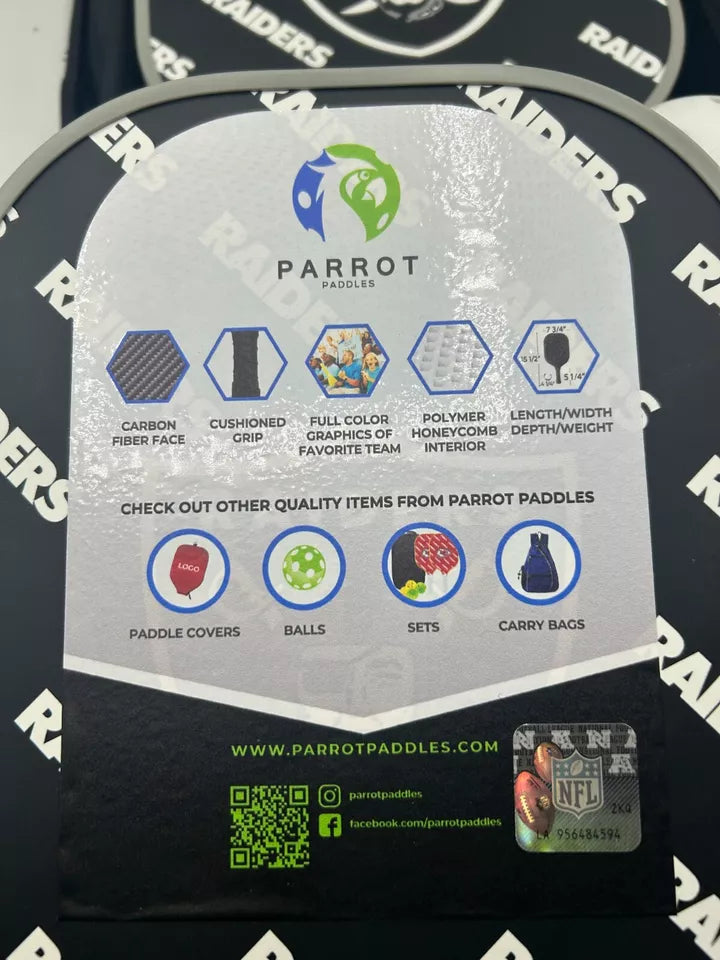 RAIDERS
RAIDERS
RAIDERS
RAIDERS
PARROT
PADDLES
7 3/4"
15 1/2"
5 1/4"
CARBON
FIBER FACE
CUSHIONED
GRIP
FULL COLOR
GRAPHICS OF
FAVORITE TEAM
POLYMER
HONEYCOMB
INTERIOR
LENGTH/WIDTH
DEPTH/WEIGHT
CHECK OUT OTHER QUALITY ITEMS FROM PARROT PADDLES
LOGO
PADDLE COVERS
BALLS
SETS
CARRY BAGS
WWW.PARROTPADDLES.COM
parrotpaddles
facebook.com/parrotpaddles
NFL
2KQ
LA 956484594